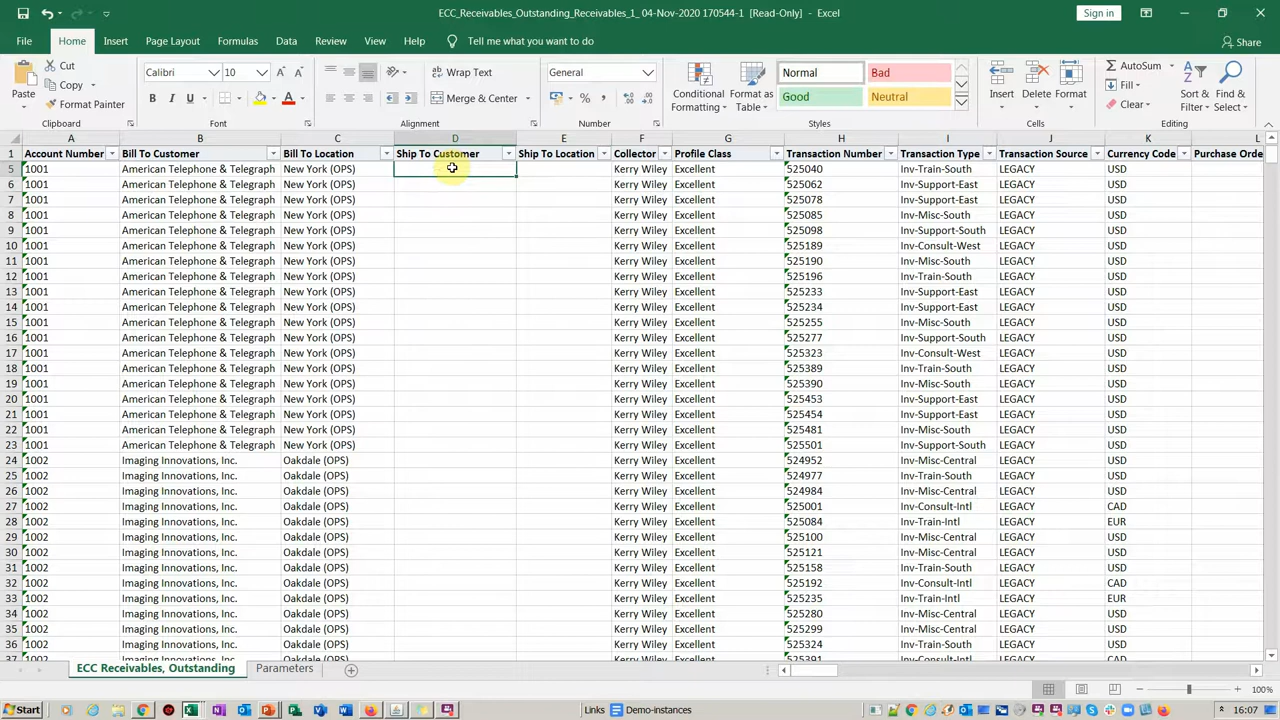 ECC_Receivables_Outstanding_Receivables_1_ 04-Nov-2020 170544-1 [Read-Only] - Excel
Sign in
File Home Insert Page Layout Formulas Data Review View Help Tell me what you want to do Share
Paste Cut Copy Format Painter
Calibri 10
B I U A
Wrap Text
Merge & Center
General
%
Conditional Formatting
Format as Table
Normal Bad
Good Neutral
Insert Delete Format
AutoSum
Fill
Clear
Sort & Filter
Find & Select
Clipboard Font Alignment Number Styles Cells Editing
A B C D E F G H I J K L
1 Account Number Bill To Customer Bill To Location Ship To Customer Ship To Location Collector Profile Class Transaction Number Transaction Type Transaction Source Currency Code Purchase Orde
5 1001 American Telephone & Telegraph New York (OPS) Kerry Wiley Excellent 525040 Inv-Train-South LEGACY USD
6 1001 American Telephone & Telegraph New York (OPS) Kerry Wiley Excellent 525062 Inv-Support-East LEGACY USD
7 1001 American Telephone & Telegraph New York (OPS) Kerry Wiley Excellent 525078 Inv-Support-East LEGACY USD
8 1001 American Telephone & Telegraph New York (OPS) Kerry Wiley Excellent 525085 Inv-Misc-South LEGACY USD
9 1001 American Telephone & Telegraph New York (OPS) Kerry Wiley Excellent 525098 Inv-Support-South LEGACY USD
10 1001 American Telephone & Telegraph New York (OPS) Kerry Wiley Excellent 525189 Inv-Consult-West LEGACY USD
11 1001 American Telephone & Telegraph New York (OPS) Kerry Wiley Excellent 525190 Inv-Misc-South LEGACY USD
12 1001 American Telephone & Telegraph New York (OPS) Kerry Wiley Excellent 525196 Inv-Train-South LEGACY USD
13 1001 American Telephone & Telegraph New York (OPS) Kerry Wiley Excellent 525233 Inv-Support-East LEGACY USD
14 1001 American Telephone & Telegraph New York (OPS) Kerry Wiley Excellent 525234 Inv-Support-East LEGACY USD
15 1001 American Telephone & Telegraph New York (OPS) Kerry Wiley Excellent 525255 Inv-Misc-South LEGACY USD
16 1001 American Telephone & Telegraph New York (OPS) Kerry Wiley Excellent 525277 Inv-Support-South LEGACY USD
17 1001 American Telephone & Telegraph New York (OPS) Kerry Wiley Excellent 525323 Inv-Consult-West LEGACY USD
18 1001 American Telephone & Telegraph New York (OPS) Kerry Wiley Excellent 525389 Inv-Train-South LEGACY USD
19 1001 American Telephone & Telegraph New York (OPS) Kerry Wiley Excellent 525390 Inv-Misc-South LEGACY USD
20 1001 American Telephone & Telegraph New York (OPS) Kerry Wiley Excellent 525453 Inv-Support-East LEGACY USD
21 1001 American Telephone & Telegraph New York (OPS) Kerry Wiley Excellent 525454 Inv-Support-East LEGACY USD
22 1001 American Telephone & Telegraph New York (OPS) Kerry Wiley Excellent 525481 Inv-Misc-South LEGACY USD
23 1001 American Telephone & Telegraph New York (OPS) Kerry Wiley Excellent 525501 Inv-Support-South LEGACY USD
24 1002 Imaging Innovations, Inc. Oakdale (OPS) Kerry Wiley Excellent 524952 Inv-Misc-Central LEGACY USD
25 1002 Imaging Innovations, Inc. Oakdale (OPS) Kerry Wiley Excellent 524977 Inv-Train-South LEGACY USD
26 1002 Imaging Innovations, Inc. Oakdale (OPS) Kerry Wiley Excellent 524984 Inv-Misc-Central LEGACY USD
27 1002 Imaging Innovations, Inc. Oakdale (OPS) Kerry Wiley Excellent 525001 Inv-Consult-Intl LEGACY CAD
28 1002 Imaging Innovations, Inc. Oakdale (OPS) Kerry Wiley Excellent 525084 Inv-Train-Intl LEGACY EUR
29 1002 Imaging Innovations, Inc. Oakdale (OPS) Kerry Wiley Excellent 525100 Inv-Misc-Central LEGACY USD
30 1002 Imaging Innovations, Inc. Oakdale (OPS) Kerry Wiley Excellent 525121 Inv-Misc-Central LEGACY USD
31 1002 Imaging Innovations, Inc. Oakdale (OPS) Kerry Wiley Excellent 525158 Inv-Train-South LEGACY USD
32 1002 Imaging Innovations, Inc. Oakdale (OPS) Kerry Wiley Excellent 525192 Inv-Consult-Intl LEGACY CAD
33 1002 Imaging Innovations, Inc. Oakdale (OPS) Kerry Wiley Excellent 525235 Inv-Train-Intl LEGACY EUR
34 1002 Imaging Innovations, Inc. Oakdale (OPS) Kerry Wiley Excellent 525280 Inv-Misc-Central LEGACY USD
35 1002 Imaging Innovations, Inc. Oakdale (OPS) Kerry Wiley Excellent 525299 Inv-Misc-Central LEGACY USD
36 1002 Imaging Innovations, Inc. Oakdale (OPS) Kerry Wiley Excellent 525324 Inv-Train-South LEGACY USD
37 1002 Imaging Innovations, Inc. Oakdale (OPS) Kerry Wiley Excellent 525391 Inv-Consult-Intl LEGACY CAD
ECC Receivables, Outstanding Parameters
100%
Start Links Demo-instances 16:07